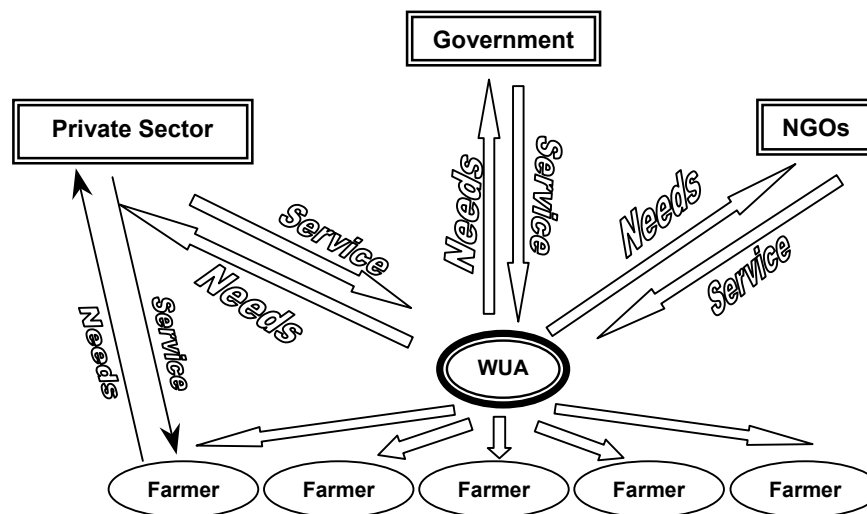 Government
Private Sector
NGOs
Needs
Service
Needs
Service
Service
Needs
Needs
Service
WUA
Farmer
Farmer
Farmer
Farmer
Farmer